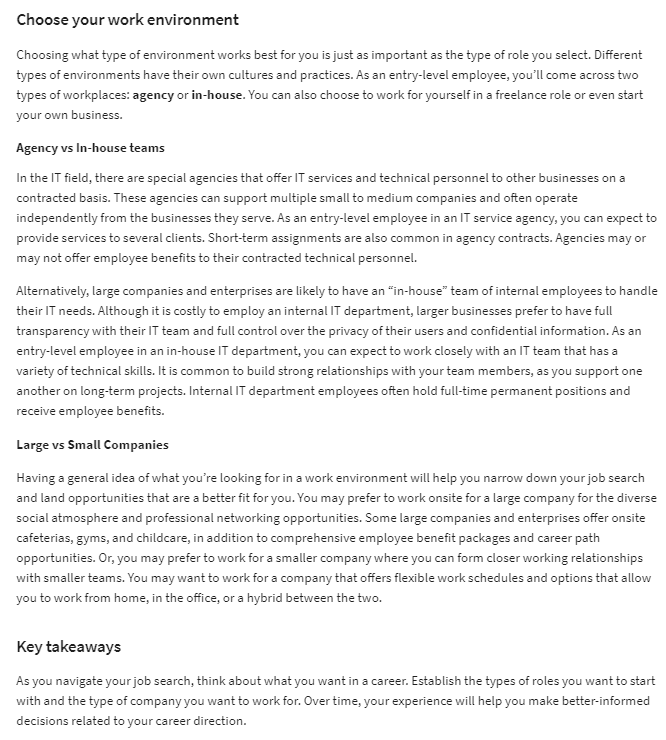 Choose your work environment
Choosing what type of environment works best for you is just as important as the type of role you select. Different
types of environments have their own cultures and practices. As an entry-level employee, you'll come across two
types of workplaces: agency or in-house. You can also choose to work for yourself in a freelance role or even start
your own business.
Agency vs In-house teams
In the IT field, there are special agencies that offer IT services and technical personnel to other businesses on a
contracted basis. These agencies can support multiple small to medium companies and often operate
independently from the businesses they serve. As an entry-level employee in an IT service agency, you can expect to
provide services to several clients. Short-term assignments are also common in agency contracts. Agencies may or
may not offer employee benefits to their contracted technical personnel.
Alternatively, large companies and enterprises are likely to have an “in-house” team of internal employees to handle
their IT needs. Although it is costly to employ an internal IT department, larger businesses prefer to have full
transparency with their IT team and full control over the privacy of their users and confidential information. As an
entry-level employee in an in-house IT department, you can expect to work closely with an IT team that has a
variety of technical skills. It is common to build strong relationships with your team members, as you support one
another on long-term projects. Internal IT department employees often hold full-time permanent positions and
receive employee benefits.
Large vs Small Companies
Having a general idea of what you're looking for in a work environment will help you narrow down your job search
and land opportunities that are a better fit for you. You may prefer to work onsite for a large company for the diverse
social atmosphere and professional networking opportunities. Some large companies and enterprises offer onsite
cafeterias, gyms, and childcare, in addition to comprehensive employee benefit packages and career path
opportunities. Or, you may prefer to work for a smaller company where you can form closer working relationships
with smaller teams. You may want to work for a company that offers flexible work schedules and options that allow
you to work from home, in the office, or a hybrid between the two.
Key takeaways
As you navigate your job search, think about what you want in a career. Establish the types of roles you want to start
with and the type of company you want to work for. Over time, your experience will help you make better-informed
decisions related to your career direction.